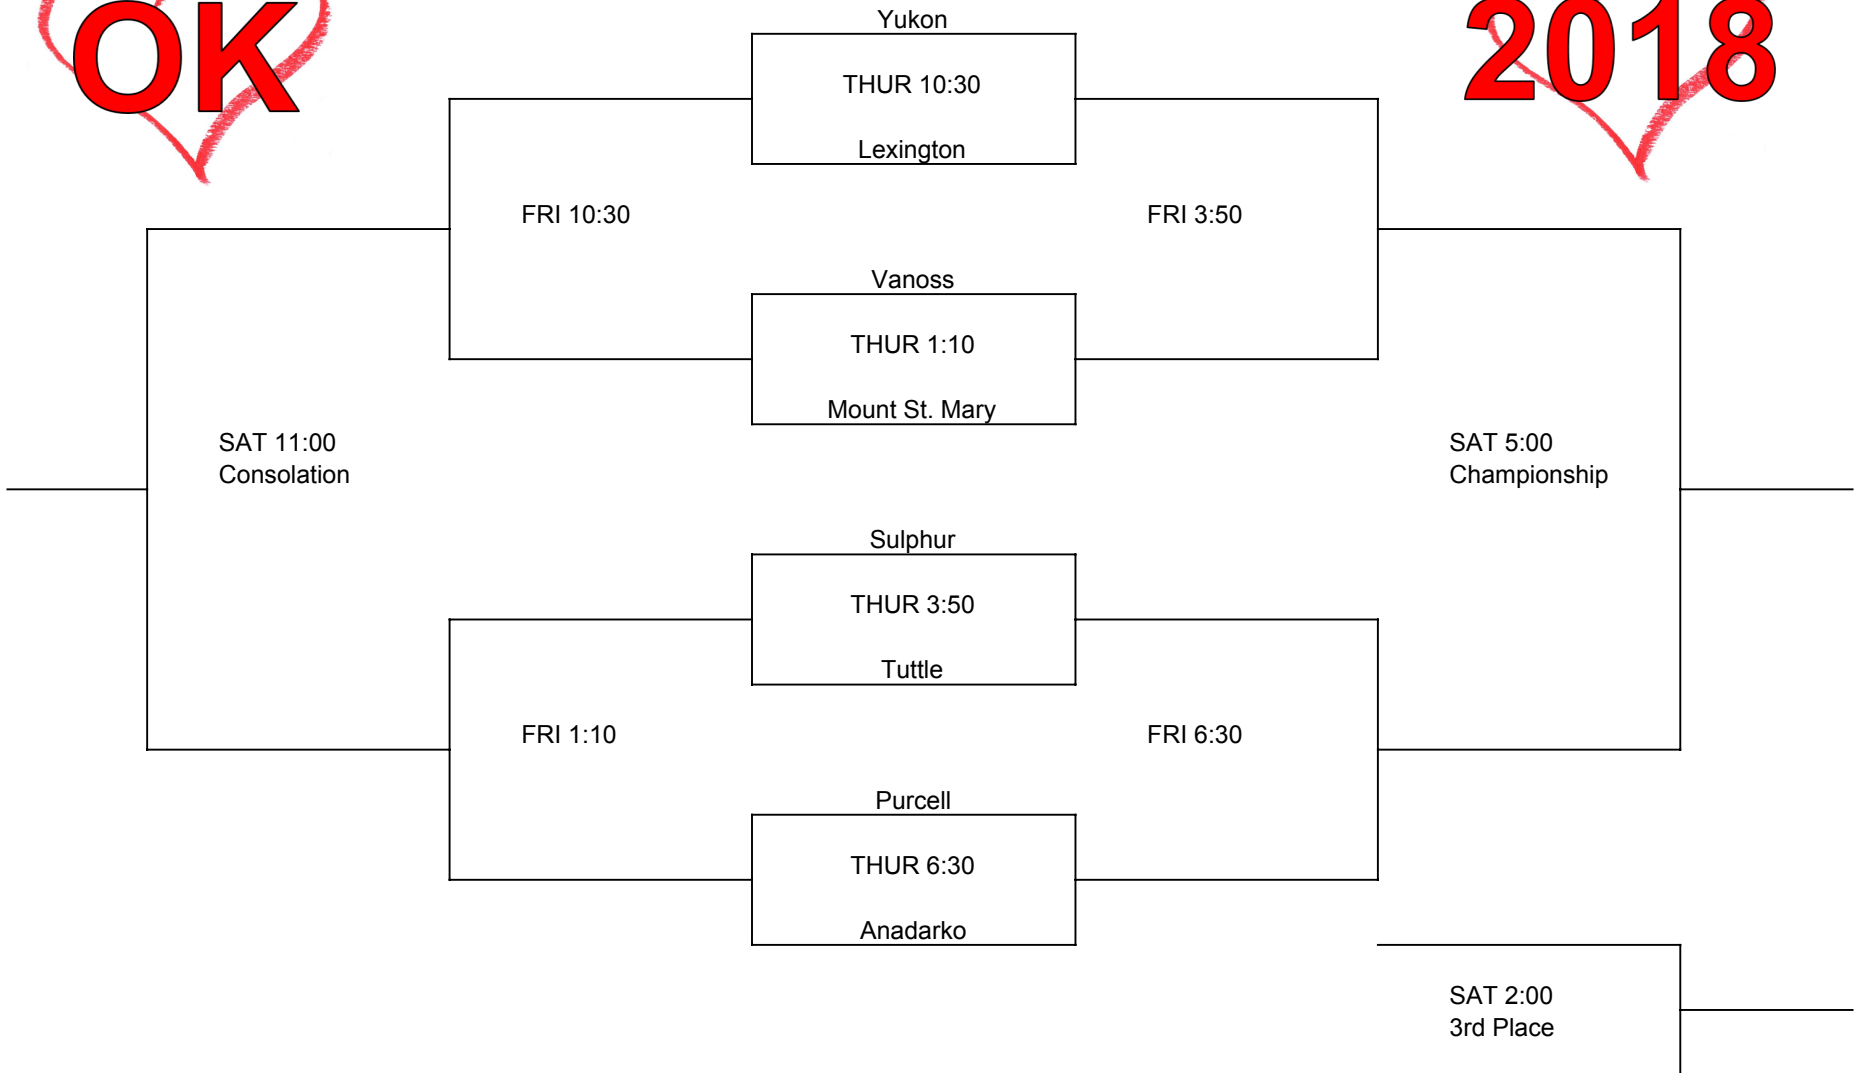 OK
2018
Yukon
THUR 10:30
Lexington
FRI 10:30
FRI 3:50
Vanoss
THUR 1:10
Mount St. Mary
SAT 11:00
Consolation
SAT 5:00
Championship
Sulphur
THUR 3:50
Tuttle
FRI 1:10
FRI 6:30
Purcell
THUR 6:30
Anadarko
SAT 2:00
3rd Place